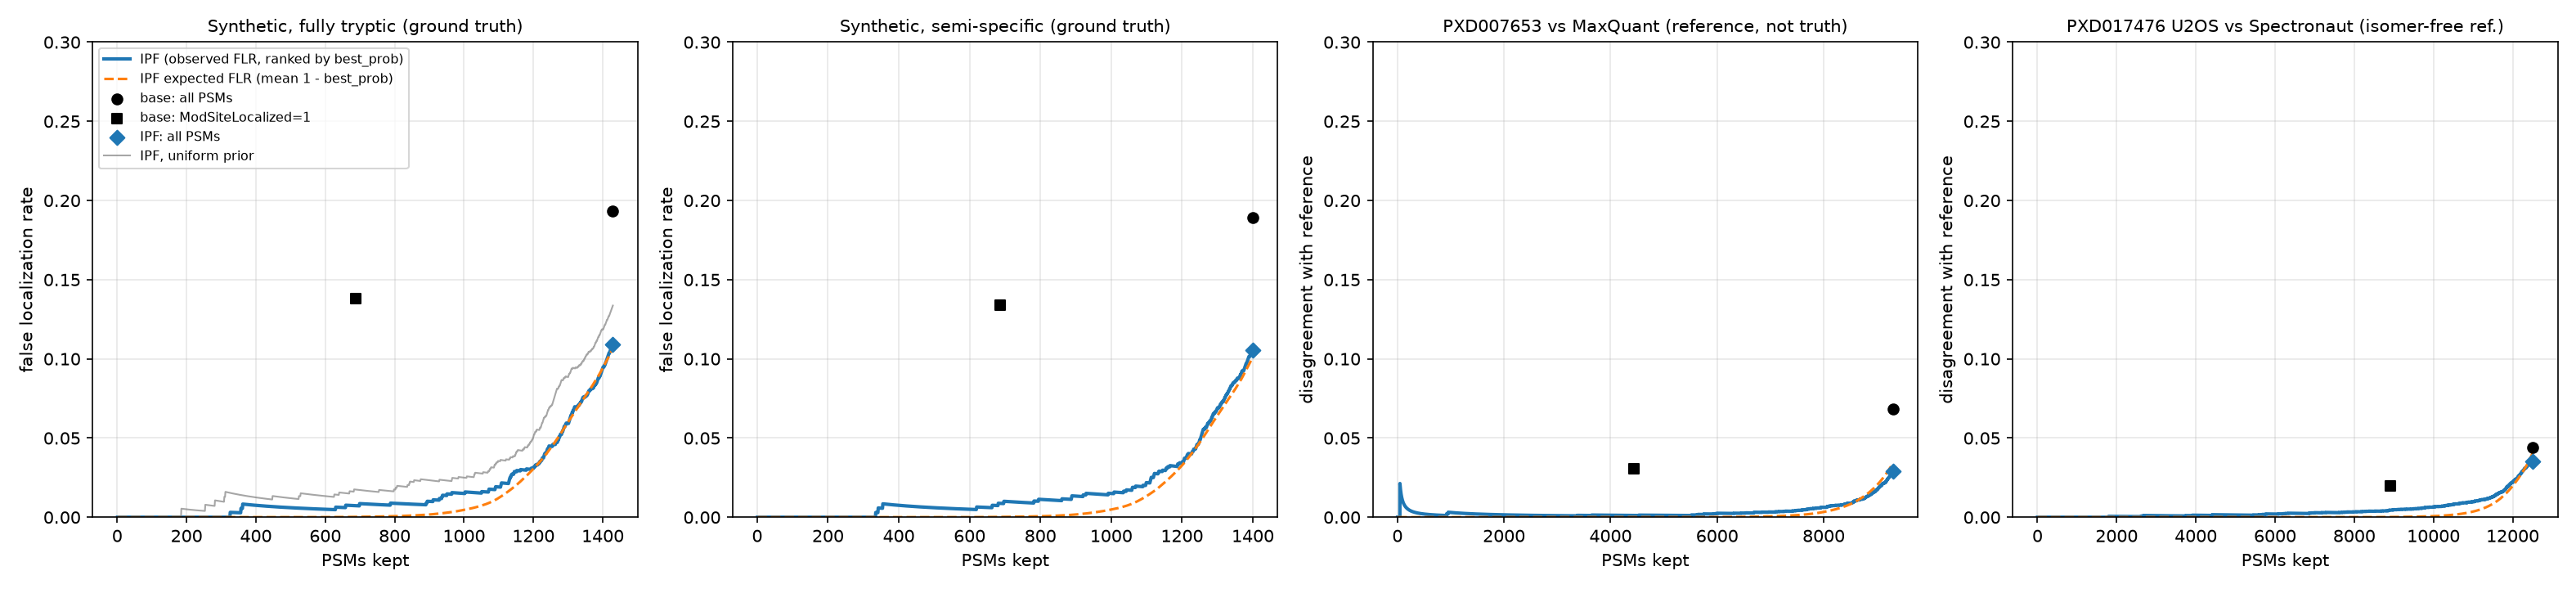 Synthetic, fully tryptic (ground truth)
false localization rate
0.30
0.25
0.20
0.15
0.10
0.05
0.00
IPF (observed FLR, ranked by best_prob)
IPF expected FLR (mean 1 - best_prob)
base: all PSMs
base: ModSiteLocalized=1
IPF: all PSMs
IPF, uniform prior
0 200 400 600 800 1000 1200 1400
PSMs kept
Synthetic, semi-specific (ground truth)
false localization rate
0.30
0.25
0.20
0.15
0.10
0.05
0.00
0 200 400 600 800 1000 1200 1400
PSMs kept
PXD007653 vs MaxQuant (reference, not truth)
disagreement with reference
0.30
0.25
0.20
0.15
0.10
0.05
0.00
0 2000 4000 6000 8000
PSMs kept
PXD017476 U2OS vs Spectronaut (isomer-free ref.)
disagreement with reference
0.30
0.25
0.20
0.15
0.10
0.05
0.00
0 2000 4000 6000 8000 10000 12000
PSMs kept